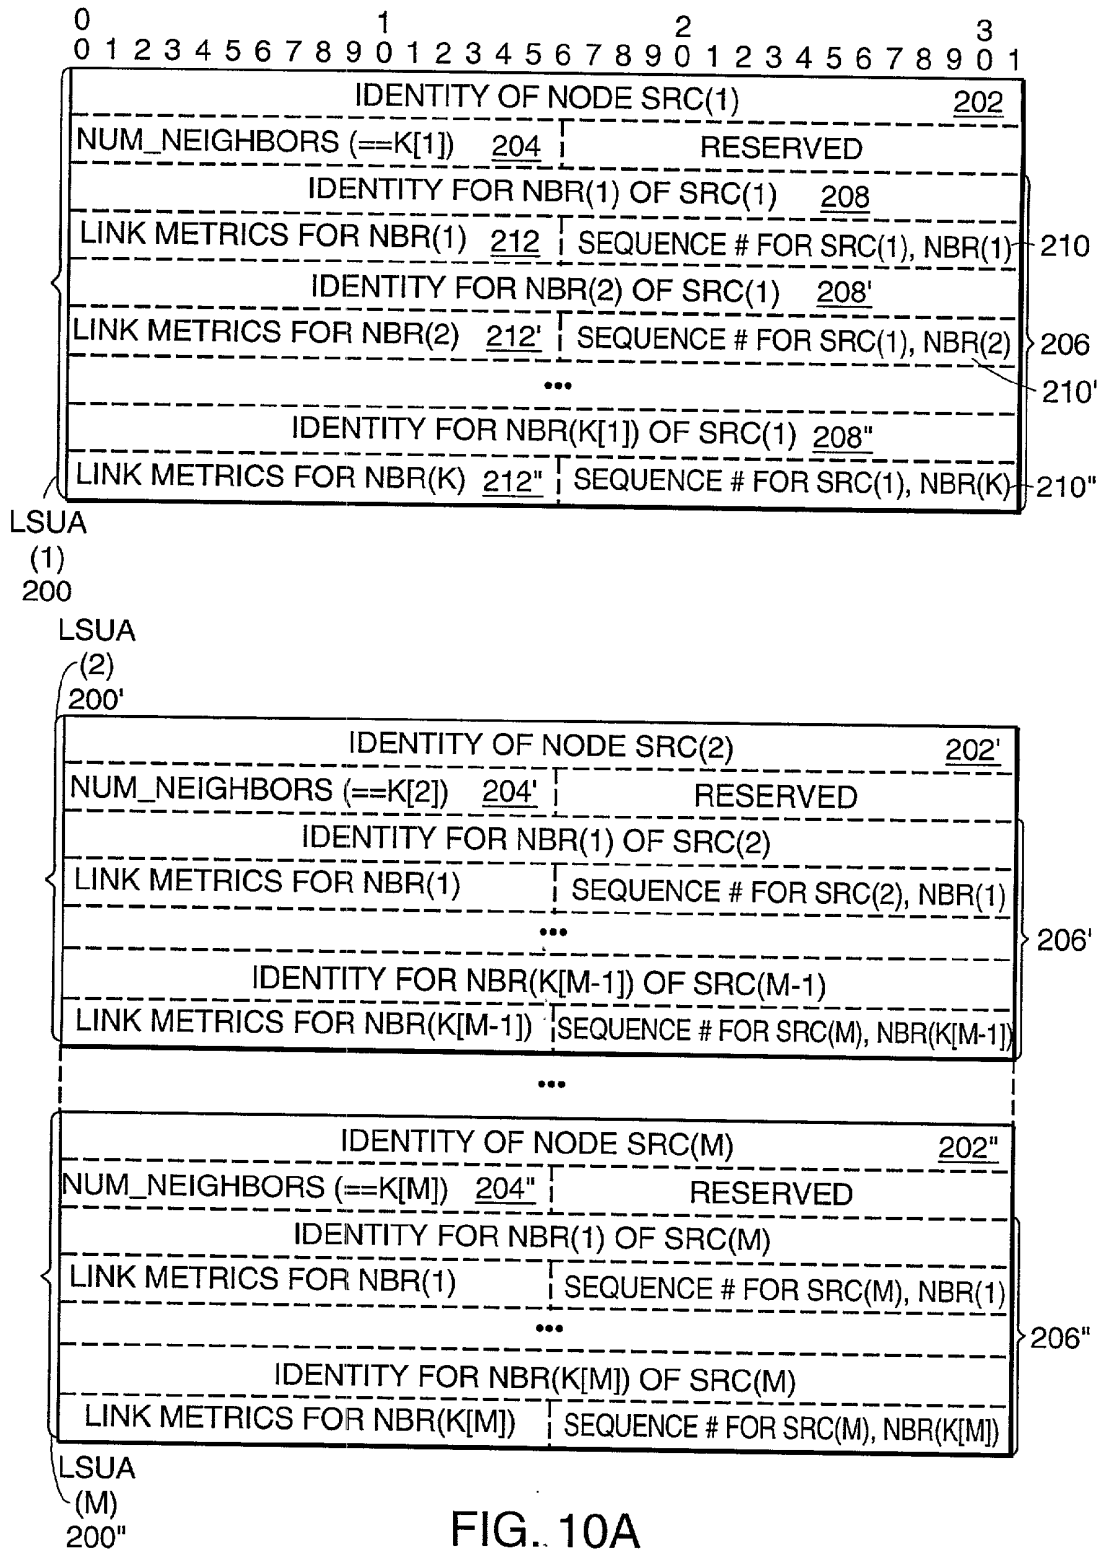 0 1 2 3
0 1 2 3 4 5 6 7 8 9 0 1 2 3 4 5 6 7 8 9 0 1 2 3 4 5 6 7 8 9 0 1
IDENTITY OF NODE SRC(1) 202
NUM_NEIGHBORS (==K[1]) 204 RESERVED
IDENTITY FOR NBR(1) OF SRC(1) 208
LINK METRICS FOR NBR(1) 212 SEQUENCE # FOR SRC(1), NBR(1) 210
IDENTITY FOR NBR(2) OF SRC(1) 208'
LINK METRICS FOR NBR(2) 212' SEQUENCE # FOR SRC(1), NBR(2) 206
••• 210'
IDENTITY FOR NBR(K[1]) OF SRC(1) 208"
LINK METRICS FOR NBR(K) 212" SEQUENCE # FOR SRC(1), NBR(K) 210"
LSUA
(1)
200
LSUA
(2)
200'
IDENTITY OF NODE SRC(2) 202'
NUM_NEIGHBORS (==K[2]) 204' RESERVED
IDENTITY FOR NBR(1) OF SRC(2)
LINK METRICS FOR NBR(1) SEQUENCE # FOR SRC(2), NBR(1)
••• 206'
IDENTITY FOR NBR(K[M-1]) OF SRC(M-1)
LINK METRICS FOR NBR(K[M-1]) SEQUENCE # FOR SRC(M), NBR(K[M-1])
•••
IDENTITY OF NODE SRC(M) 202"
NUM_NEIGHBORS (==K[M]) 204" RESERVED
IDENTITY FOR NBR(1) OF SRC(M)
LINK METRICS FOR NBR(1) SEQUENCE # FOR SRC(M), NBR(1)
••• 206"
IDENTITY FOR NBR(K[M]) OF SRC(M)
LINK METRICS FOR NBR(K[M]) SEQUENCE # FOR SRC(M), NBR(K[M])
LSUA
(M)
200"
FIG. 10A